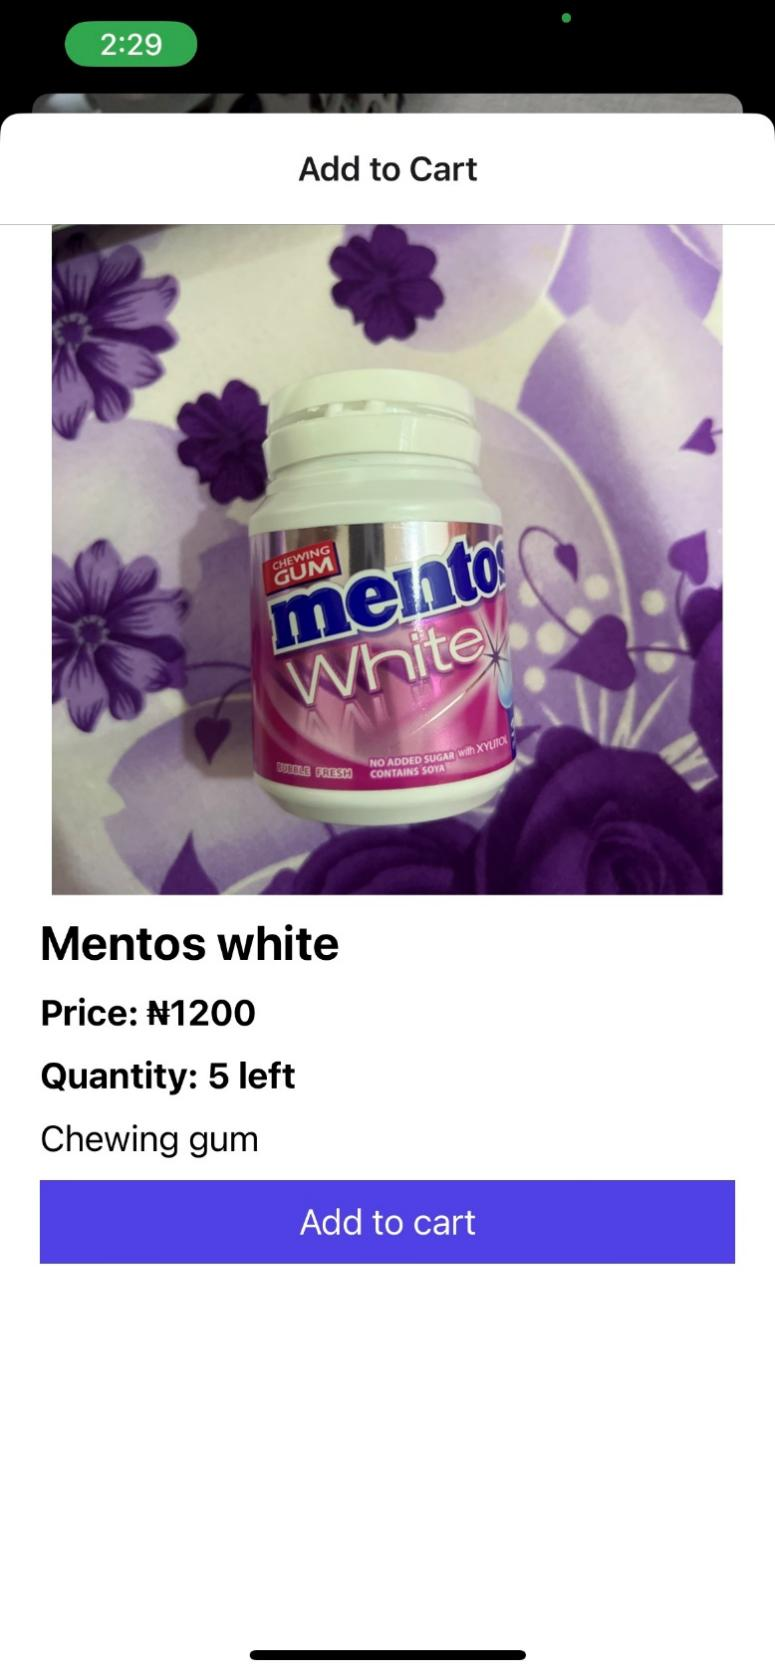 2:29
Add to Cart
CHEWING
GUM
mentos
White
BUBBLE FRESH
NO ADDED SUGAR with XYLITOL
CONTAINS SOYA
Mentos white
Price: ₦1200
Quantity: 5 left
Chewing gum
Add to cart